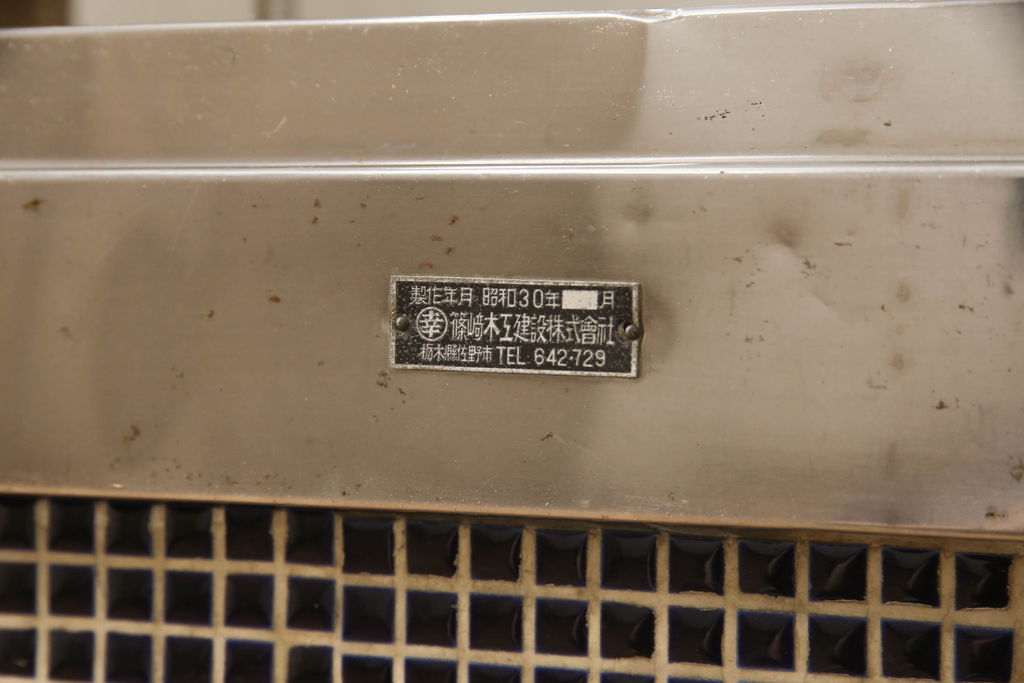 製作年月 昭和30年 月
幸 篠崎木工建設株式會社
栃木縣佐野市 TEL. 642・729